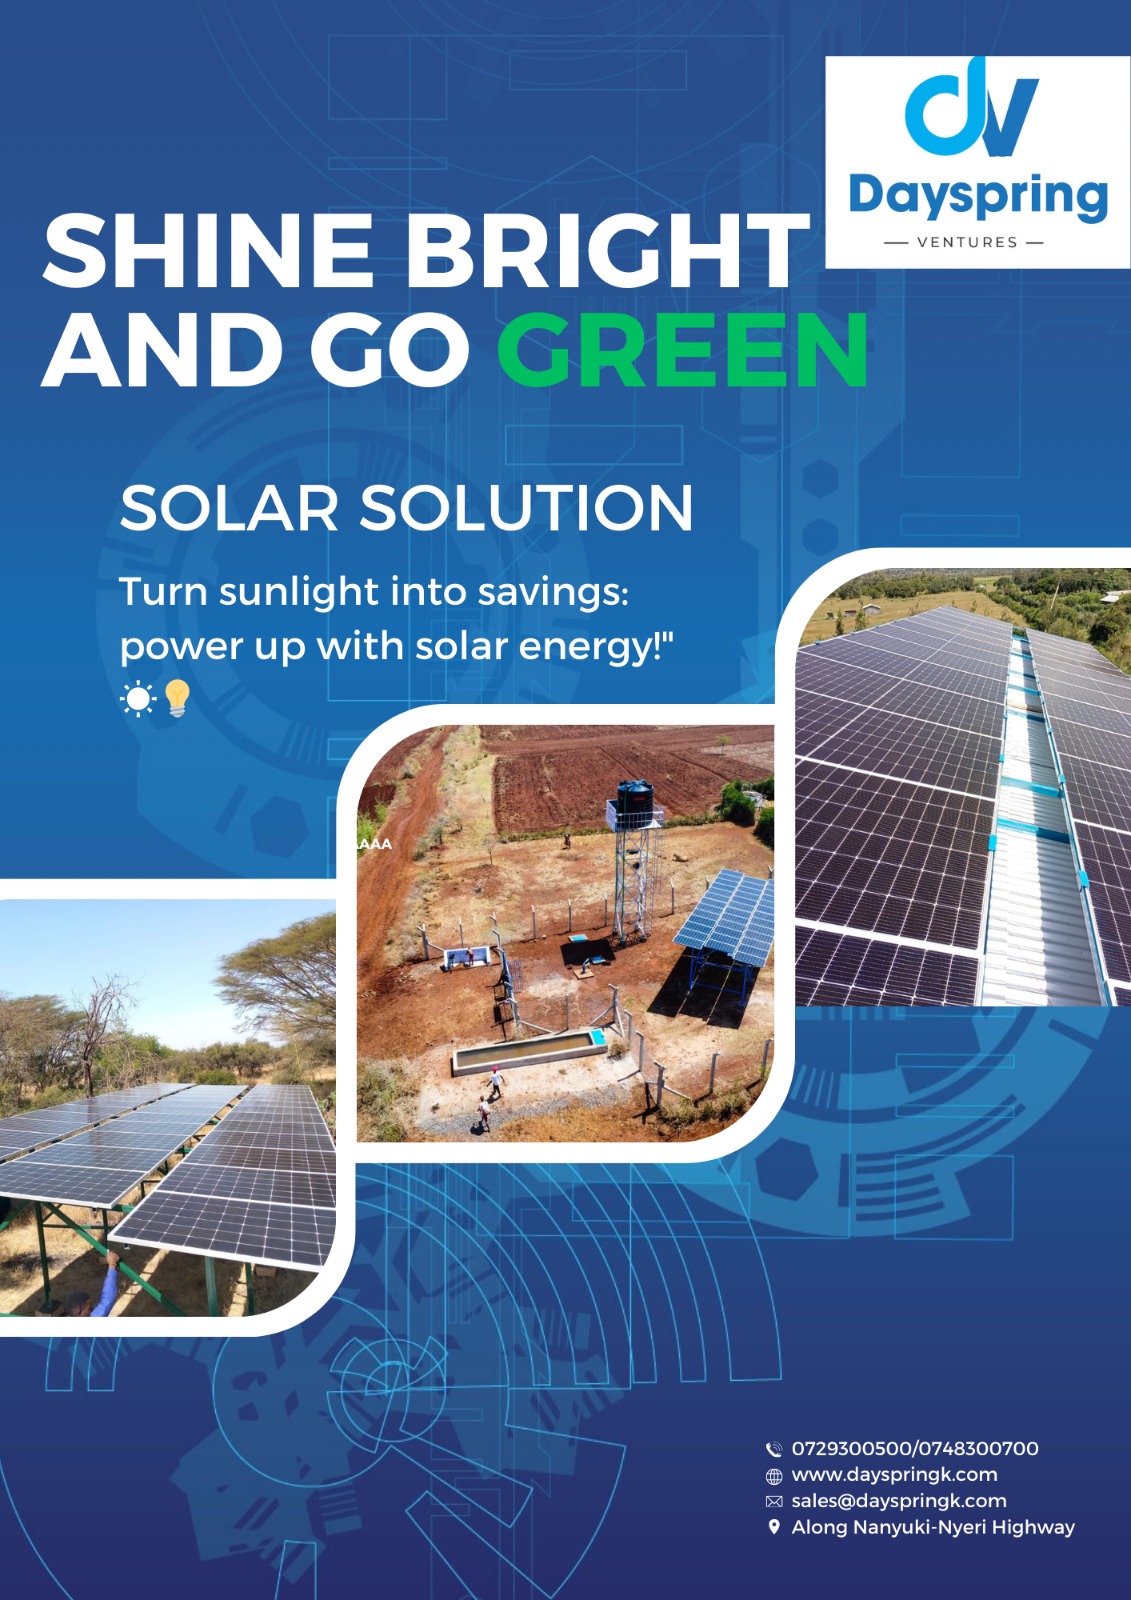 dv
Dayspring
VENTURES
SHINE BRIGHT
AND GO GREEN
SOLAR SOLUTION
Turn sunlight into savings:
power up with solar energy!"
AAAA
0729300500/0748300700
www.dayspringk.com
sales@dayspringk.com
Along Nanyuki-Nyeri Highway